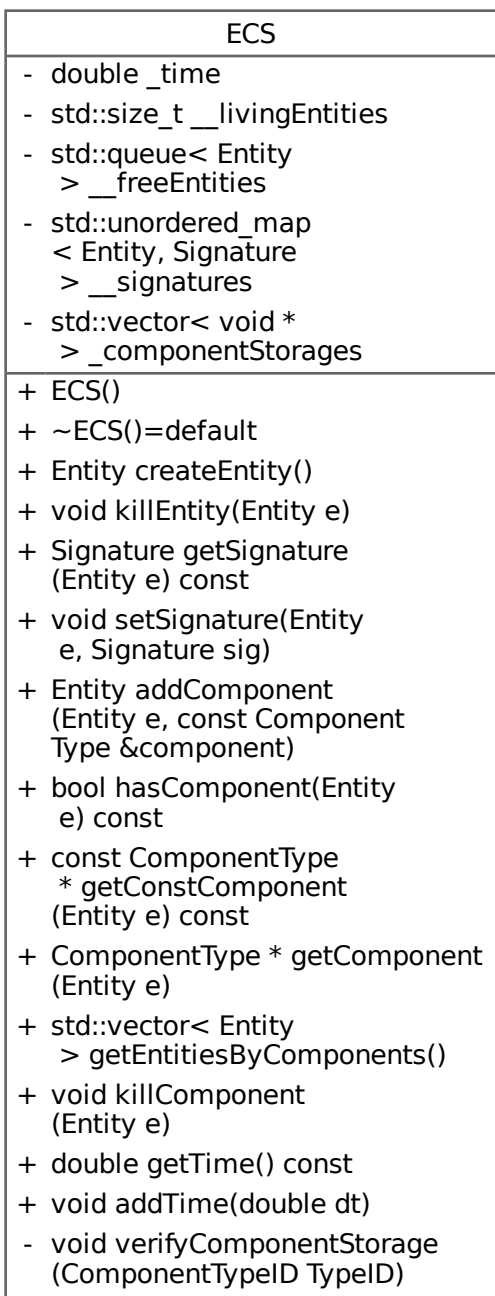 ECS
- double _time
- std::size_t __livingEntities
- std::queue< Entity
> __freeEntities
- std::unordered_map
< Entity, Signature
> __signatures
- std::vector< void *
> _componentStorages
+ ECS()
+ ~ECS()=default
+ Entity createEntity()
+ void killEntity(Entity e)
+ Signature getSignature
(Entity e) const
+ void setSignature(Entity
e, Signature sig)
+ Entity addComponent
(Entity e, const Component
Type &component)
+ bool hasComponent(Entity
e) const
+ const ComponentType
* getConstComponent
(Entity e) const
+ ComponentType * getComponent
(Entity e)
+ std::vector< Entity
> getEntitiesByComponents()
+ void killComponent
(Entity e)
+ double getTime() const
+ void addTime(double dt)
- void verifyComponentStorage
(ComponentTypeID TypeID)